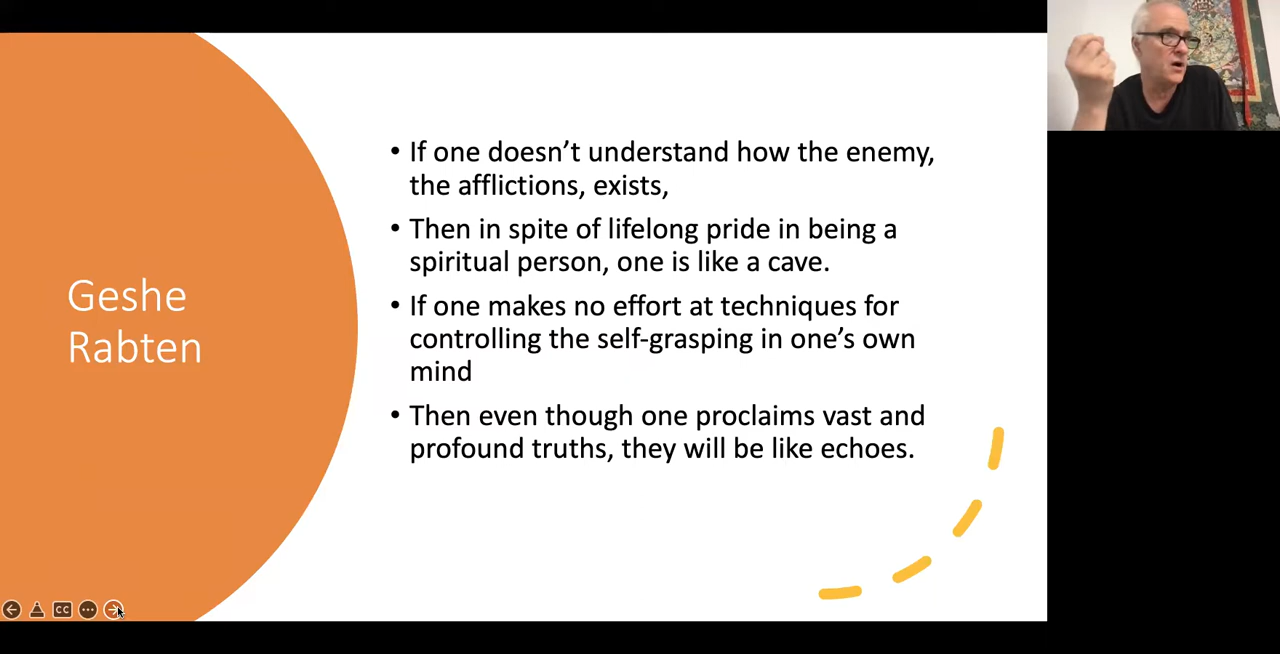 Geshe
Rabten
• If one doesn’t understand how the enemy,
the afflictions, exists,
• Then in spite of lifelong pride in being a
spiritual person, one is like a cave.
• If one makes no effort at techniques for
controlling the self-grasping in one’s own
mind
• Then even though one proclaims vast and
profound truths, they will be like echoes.
CC